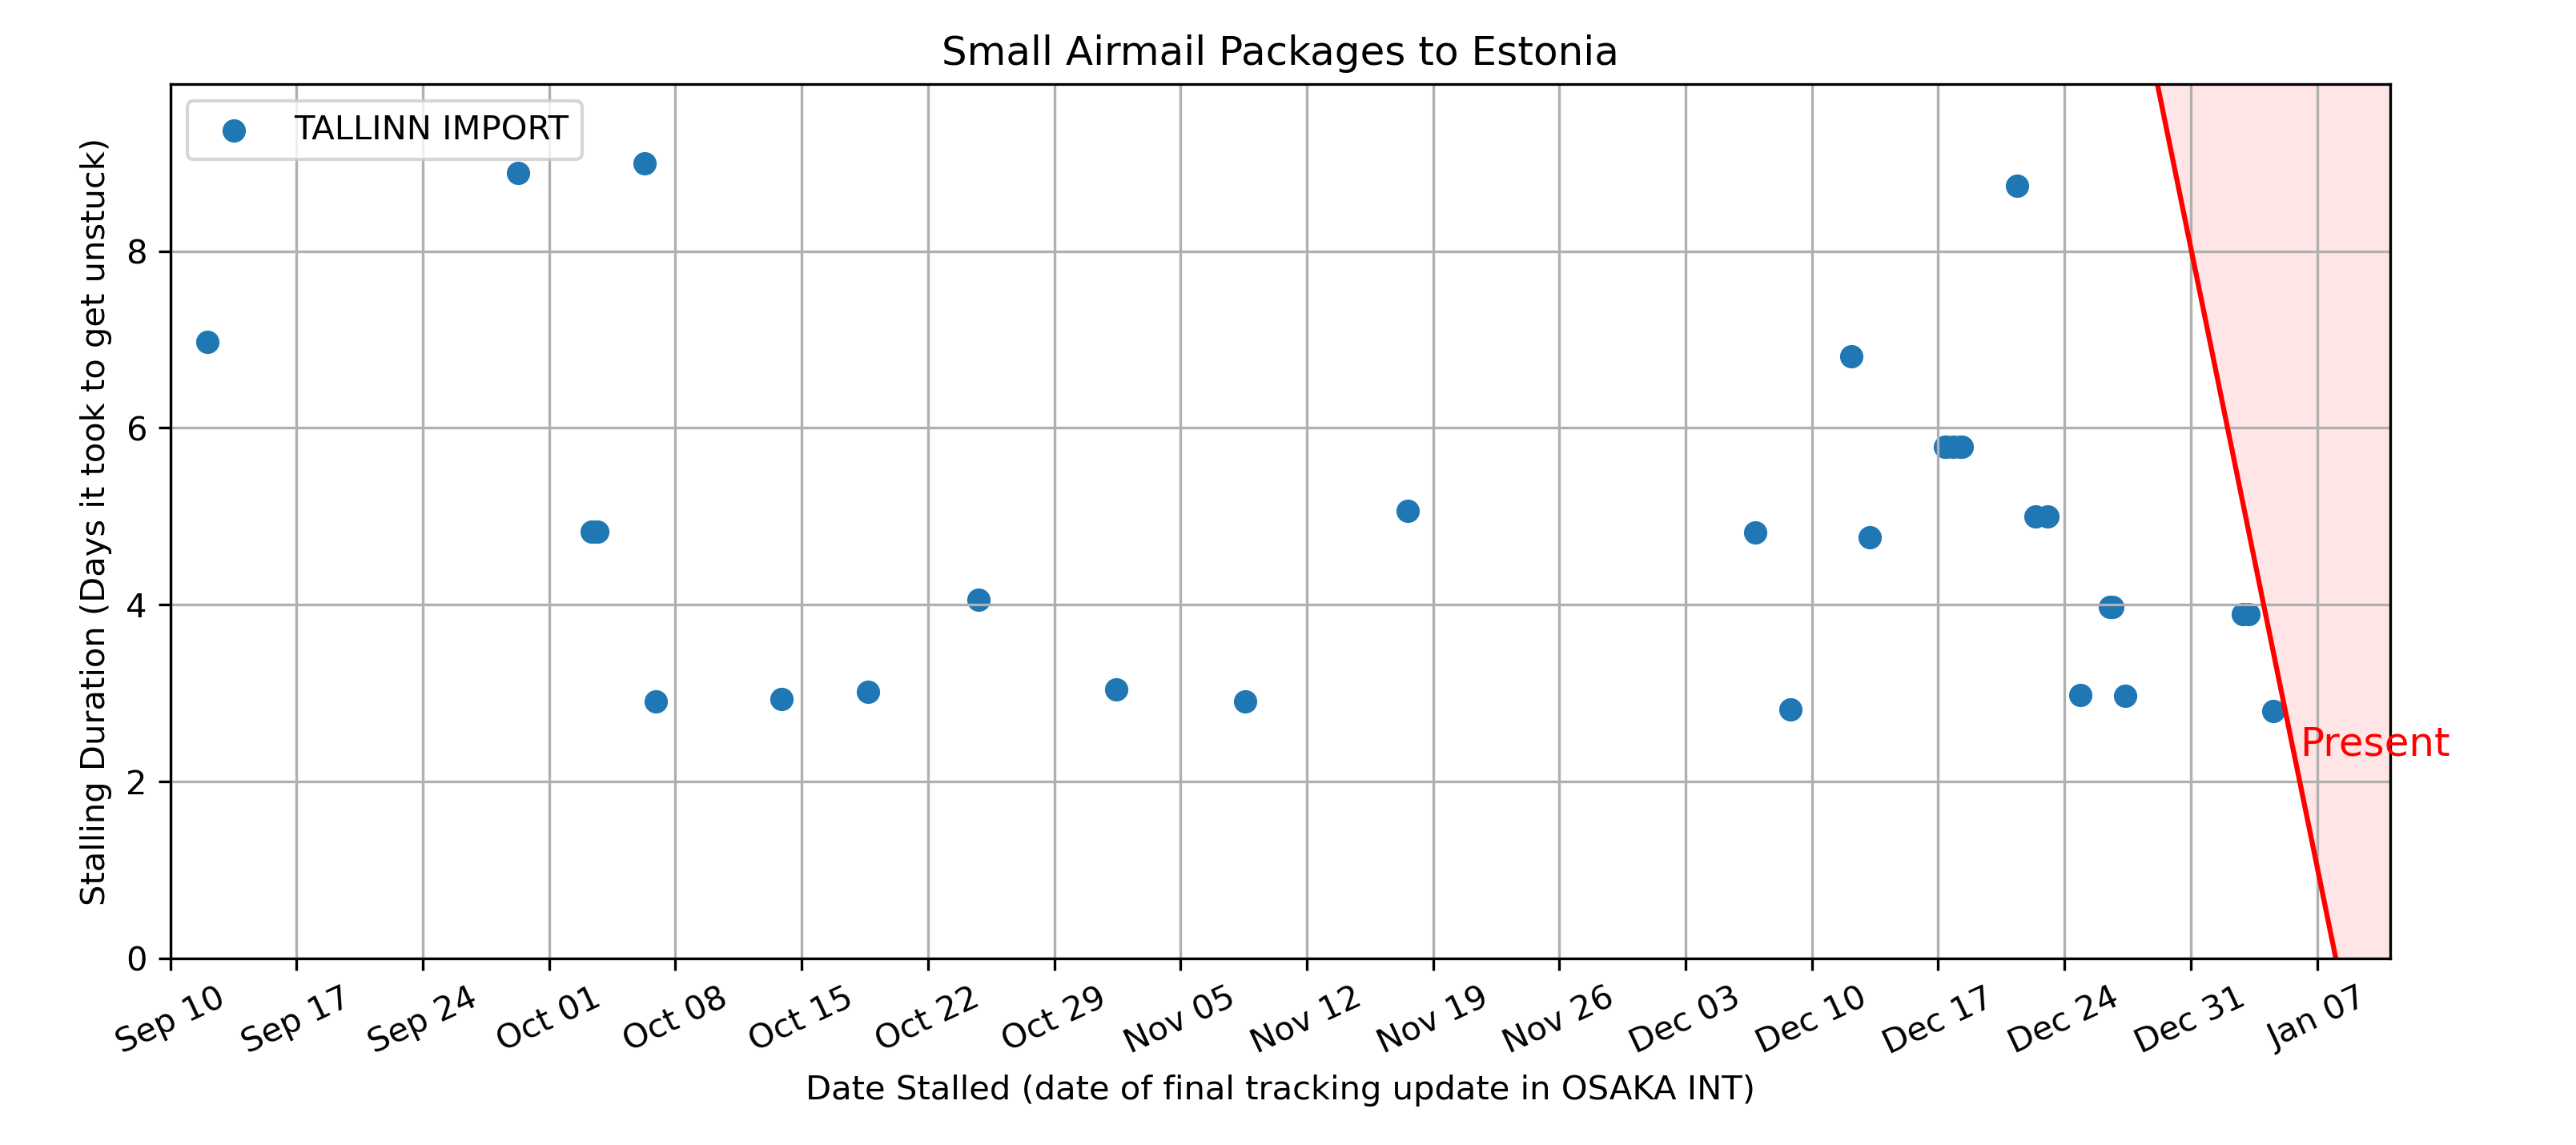 Small Airmail Packages to Estonia
TALLINN IMPORT
Stalling Duration (Days it took to get unstuck)
8
6
4
2
0
Present
Sep 10
Sep 17
Sep 24
Oct 01
Oct 08
Oct 15
Oct 22
Oct 29
Nov 05
Nov 12
Nov 19
Nov 26
Dec 03
Dec 10
Dec 17
Dec 24
Dec 31
Jan 07
Date Stalled (date of final tracking update in OSAKA INT)